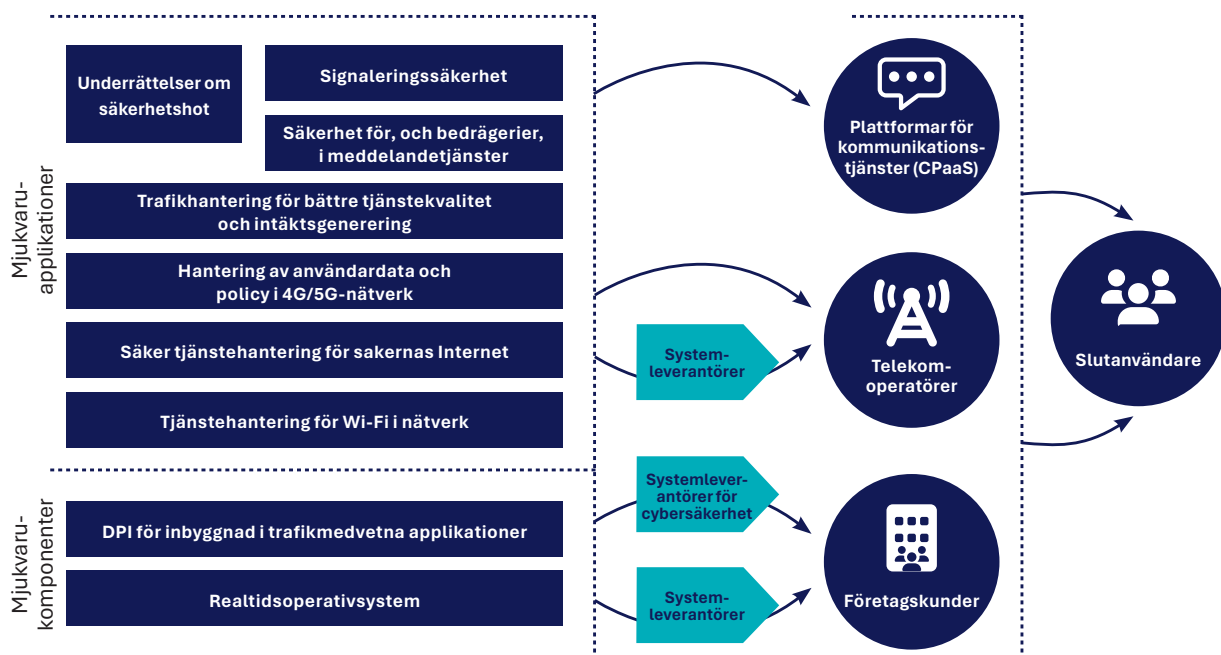 Mjukvaru-
applikationer
Underrättelser om
säkerhetshot
Signaleringssäkerhet
Säkerhet för, och bedrägerier,
i meddelandetjänster
Trafikhantering för bättre tjänstekvalitet
och intäktsgenerering
Hantering av användardata och
policy i 4G/5G-nätverk
Säker tjänstehantering för sakernas Internet
Tjänstehantering för Wi-Fi i nätverk
Mjukvaru-
komponenter
DPI för inbyggnad i trafikmedvetna applikationer
Realtidsoperativsystem
System-
leverantörer
Systemlever-
antörer för
cybersäkerhet
System-
leverantörer
Plattformar för
kommunikations-
tjänster (CPaaS)
Telekom-
operatörer
Företagskunder
Slutanvändare